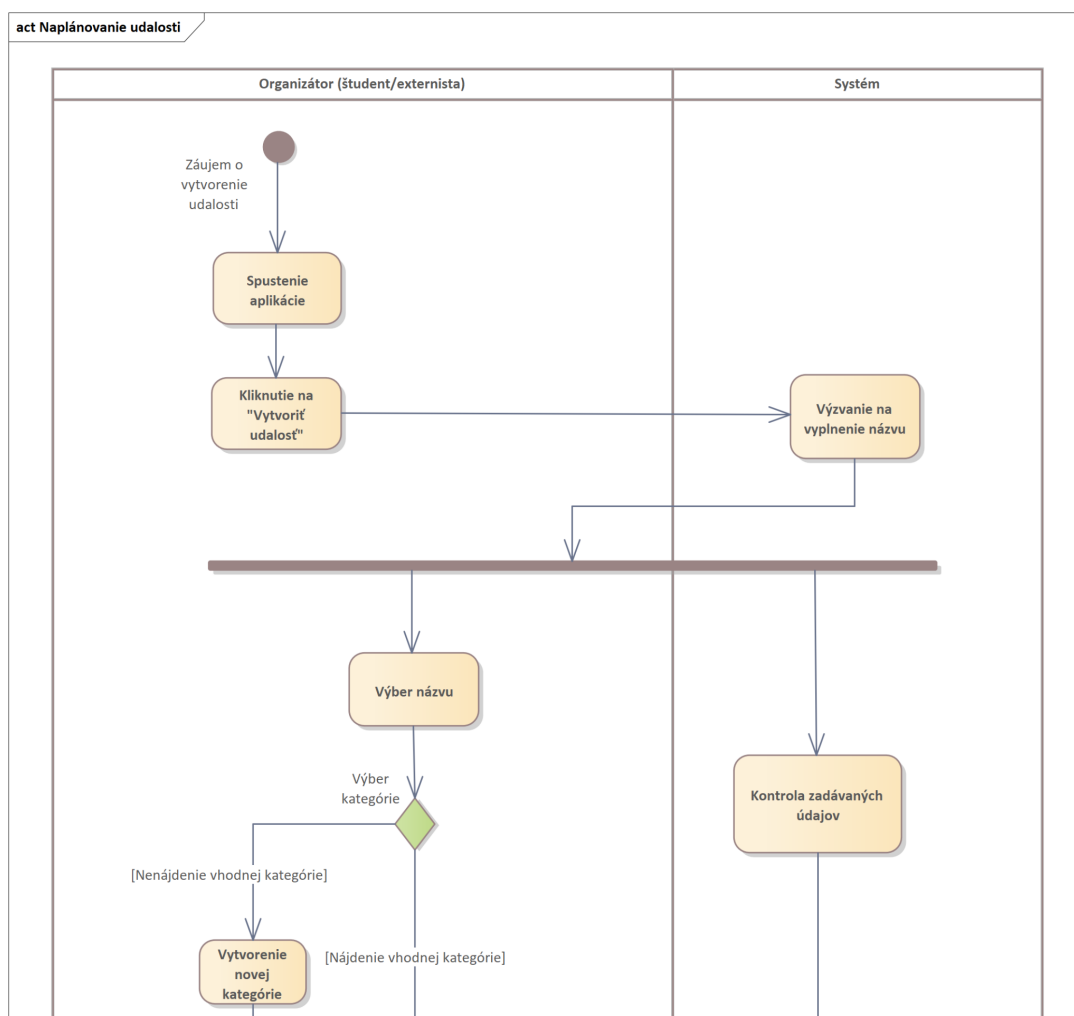 act Naplánovanie udalosti
Organizátor (študent/externista)
Systém
Záujem o
vytvorenie
udalosti
Spustenie
aplikácie
Kliknutie na
"Vytvoriť
udalosť"
Výzvanie na
vyplnenie názvu
Výber názvu
Výber
kategórie
Kontrola zadávaných
údajov
[Nenájdenie vhodnej kategórie]
Vytvorenie
novej
kategórie
[Nájdenie vhodnej kategórie]